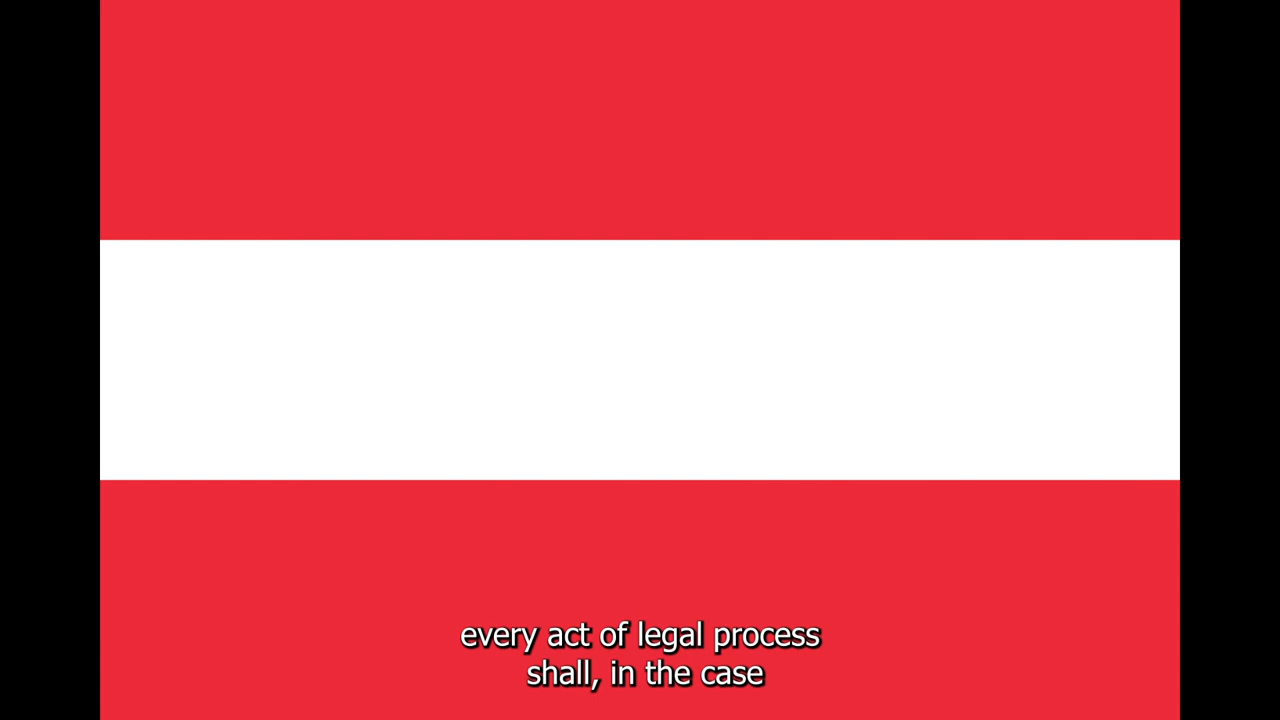 every act of legal process
shall, in the case